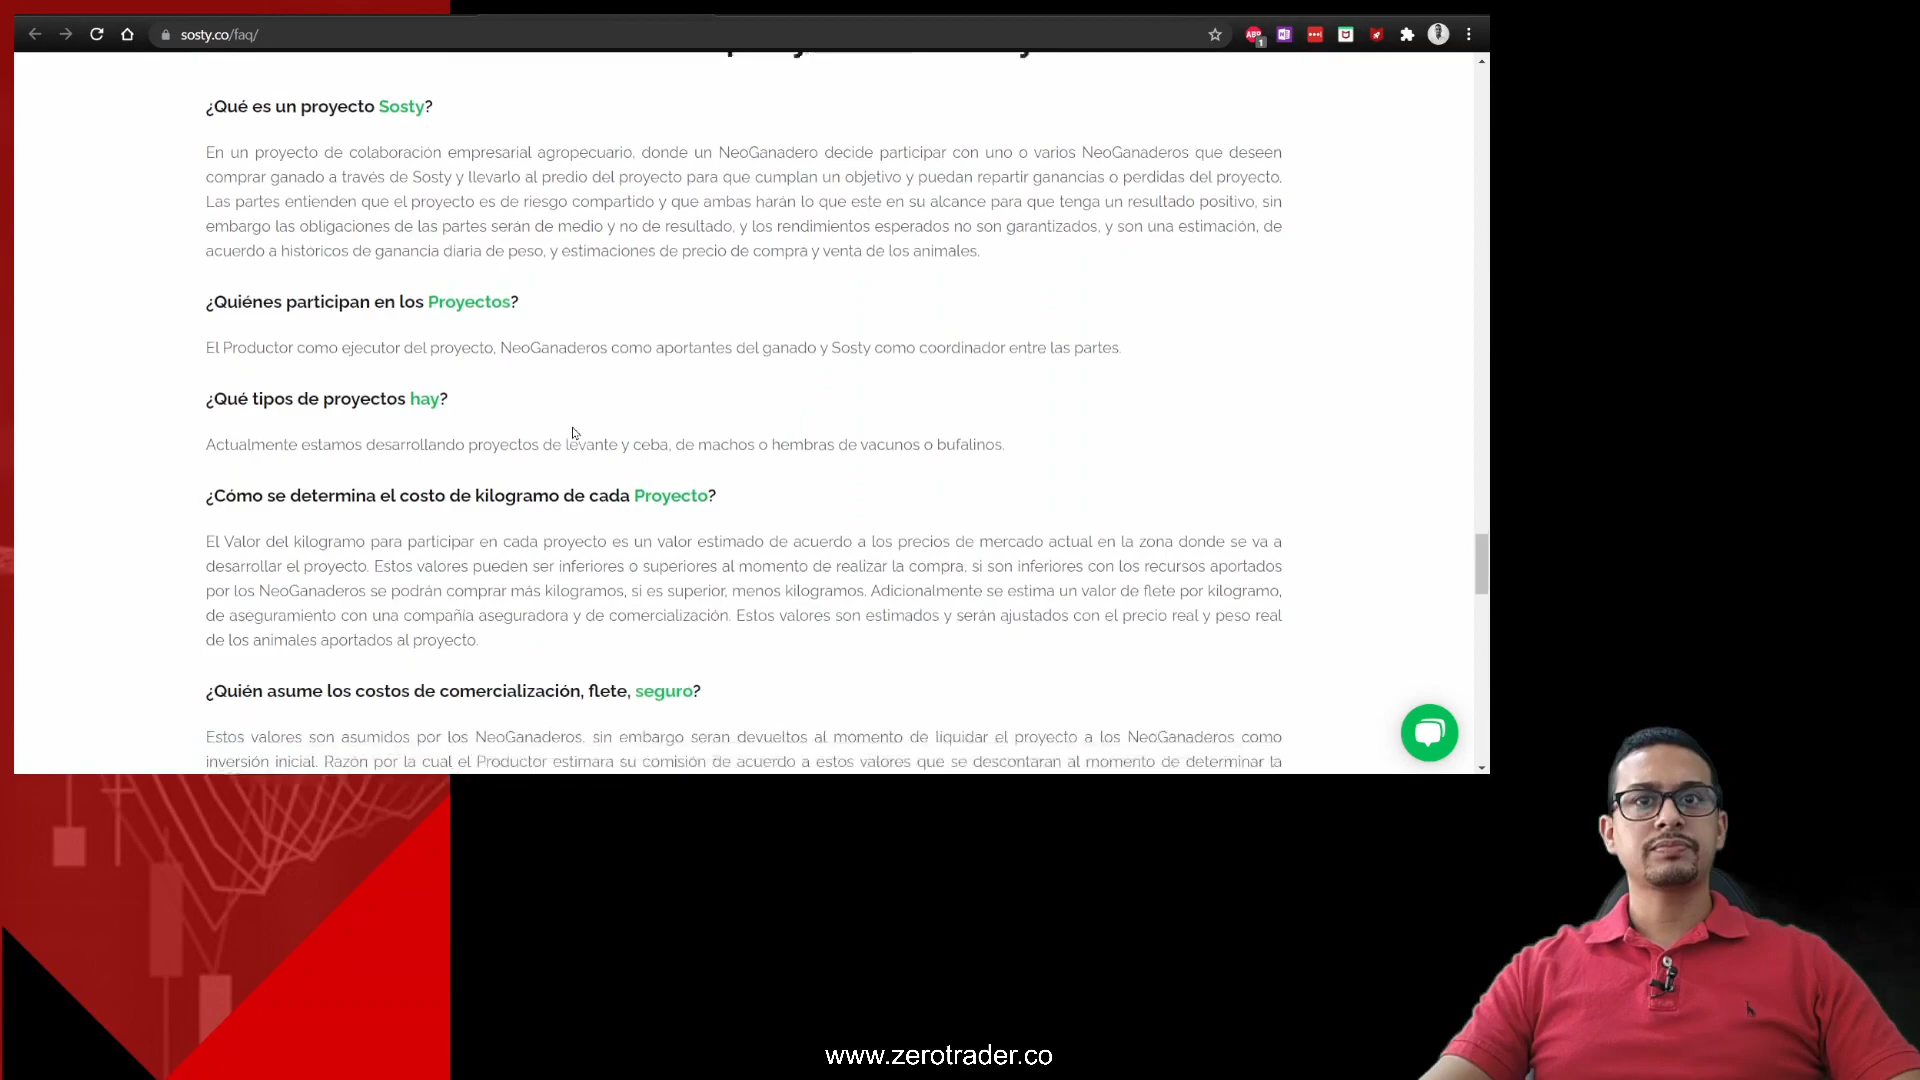 sosty.co/faq/
¿Qué es un proyecto Sosty?
En un proyecto de colaboración empresarial agropecuario, donde un NeoGanadero decide participar con uno o varios NeoGanaderos que deseen
comprar ganado a través de Sosty y llevarlo al predio del proyecto para que cumplan un objetivo y puedan repartir ganancias o perdidas del proyecto.
Las partes entienden que el proyecto es de riesgo compartido y que ambas harán lo que este en su alcance para que tenga un resultado positivo, sin
embargo las obligaciones de las partes serán de medio y no de resultado, y los rendimientos esperados no son garantizados, y son una estimación, de
acuerdo a históricos de ganancia diaria de peso, y estimaciones de precio de compra y venta de los animales.
¿Quiénes participan en los Proyectos?
El Productor como ejecutor del proyecto, NeoGanaderos como aportantes del ganado y Sosty como coordinador entre las partes.
¿Qué tipos de proyectos hay?
Actualmente estamos desarrollando proyectos de levante y ceba, de machos o hembras de vacunos o bufalinos.
¿Cómo se determina el costo de kilogramo de cada Proyecto?
El Valor del kilogramo para participar en cada proyecto es un valor estimado de acuerdo a los precios de mercado actual en la zona donde se va a
desarrollar el proyecto. Estos valores pueden ser inferiores o superiores al momento de realizar la compra, si son inferiores con los recursos aportados
por los NeoGanaderos se podrán comprar más kilogramos, si es superior, menos kilogramos. Adicionalmente se estima un valor de flete por kilogramo,
de aseguramiento con una compañía aseguradora y de comercialización. Estos valores son estimados y serán ajustados con el precio real y peso real
de los animales aportados al proyecto.
¿Quién asume los costos de comercialización, flete, seguro?
Estos valores son asumidos por los NeoGanaderos, sin embargo serán devueltos al momento de liquidar el proyecto a los NeoGanaderos como
inversión inicial. Razón por la cual el Productor estimara su comisión de acuerdo a estos valores que se descontaran al momento de determinar la
ABP
1
www.zerotrader.co